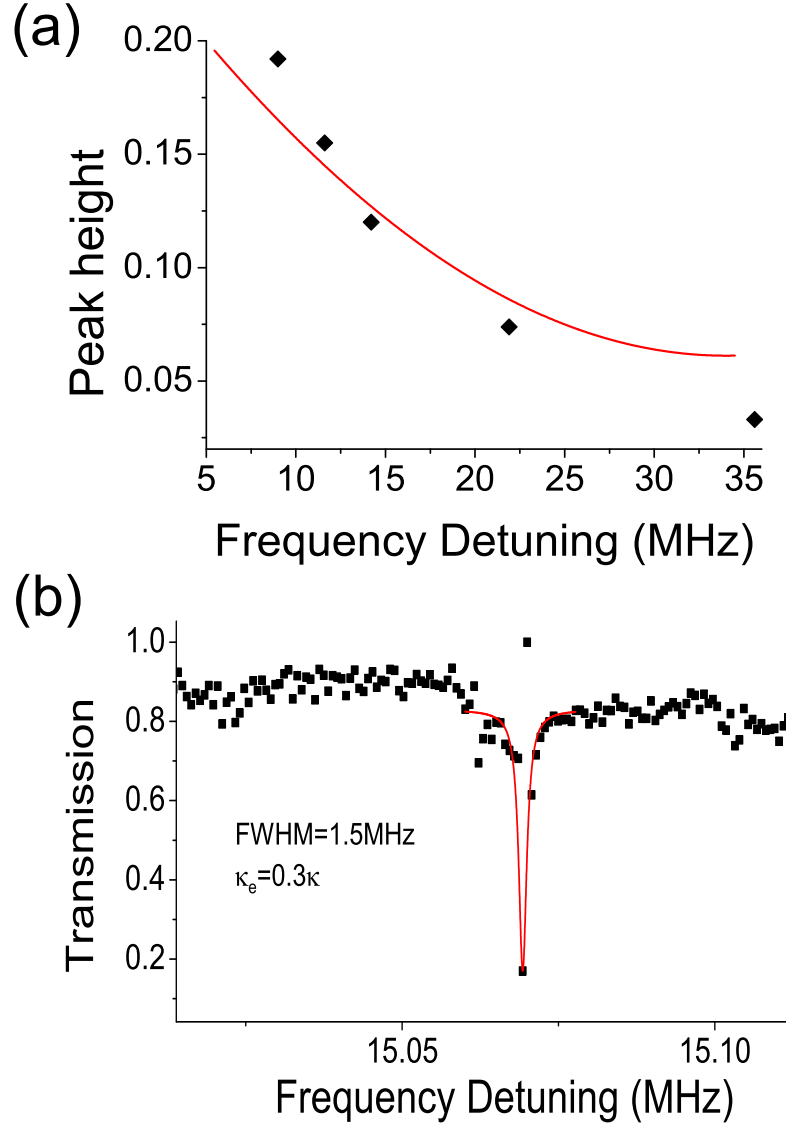 (a)
0.20
0.15
0.10
0.05
Peak height
5 10 15 20 25 30 35
Frequency Detuning (MHz)
(b)
1.0
0.8
0.6
0.4
0.2
Transmission
FWHM=1.5MHz
κe=0.3κ
15.05 15.10
Frequency Detuning (MHz)